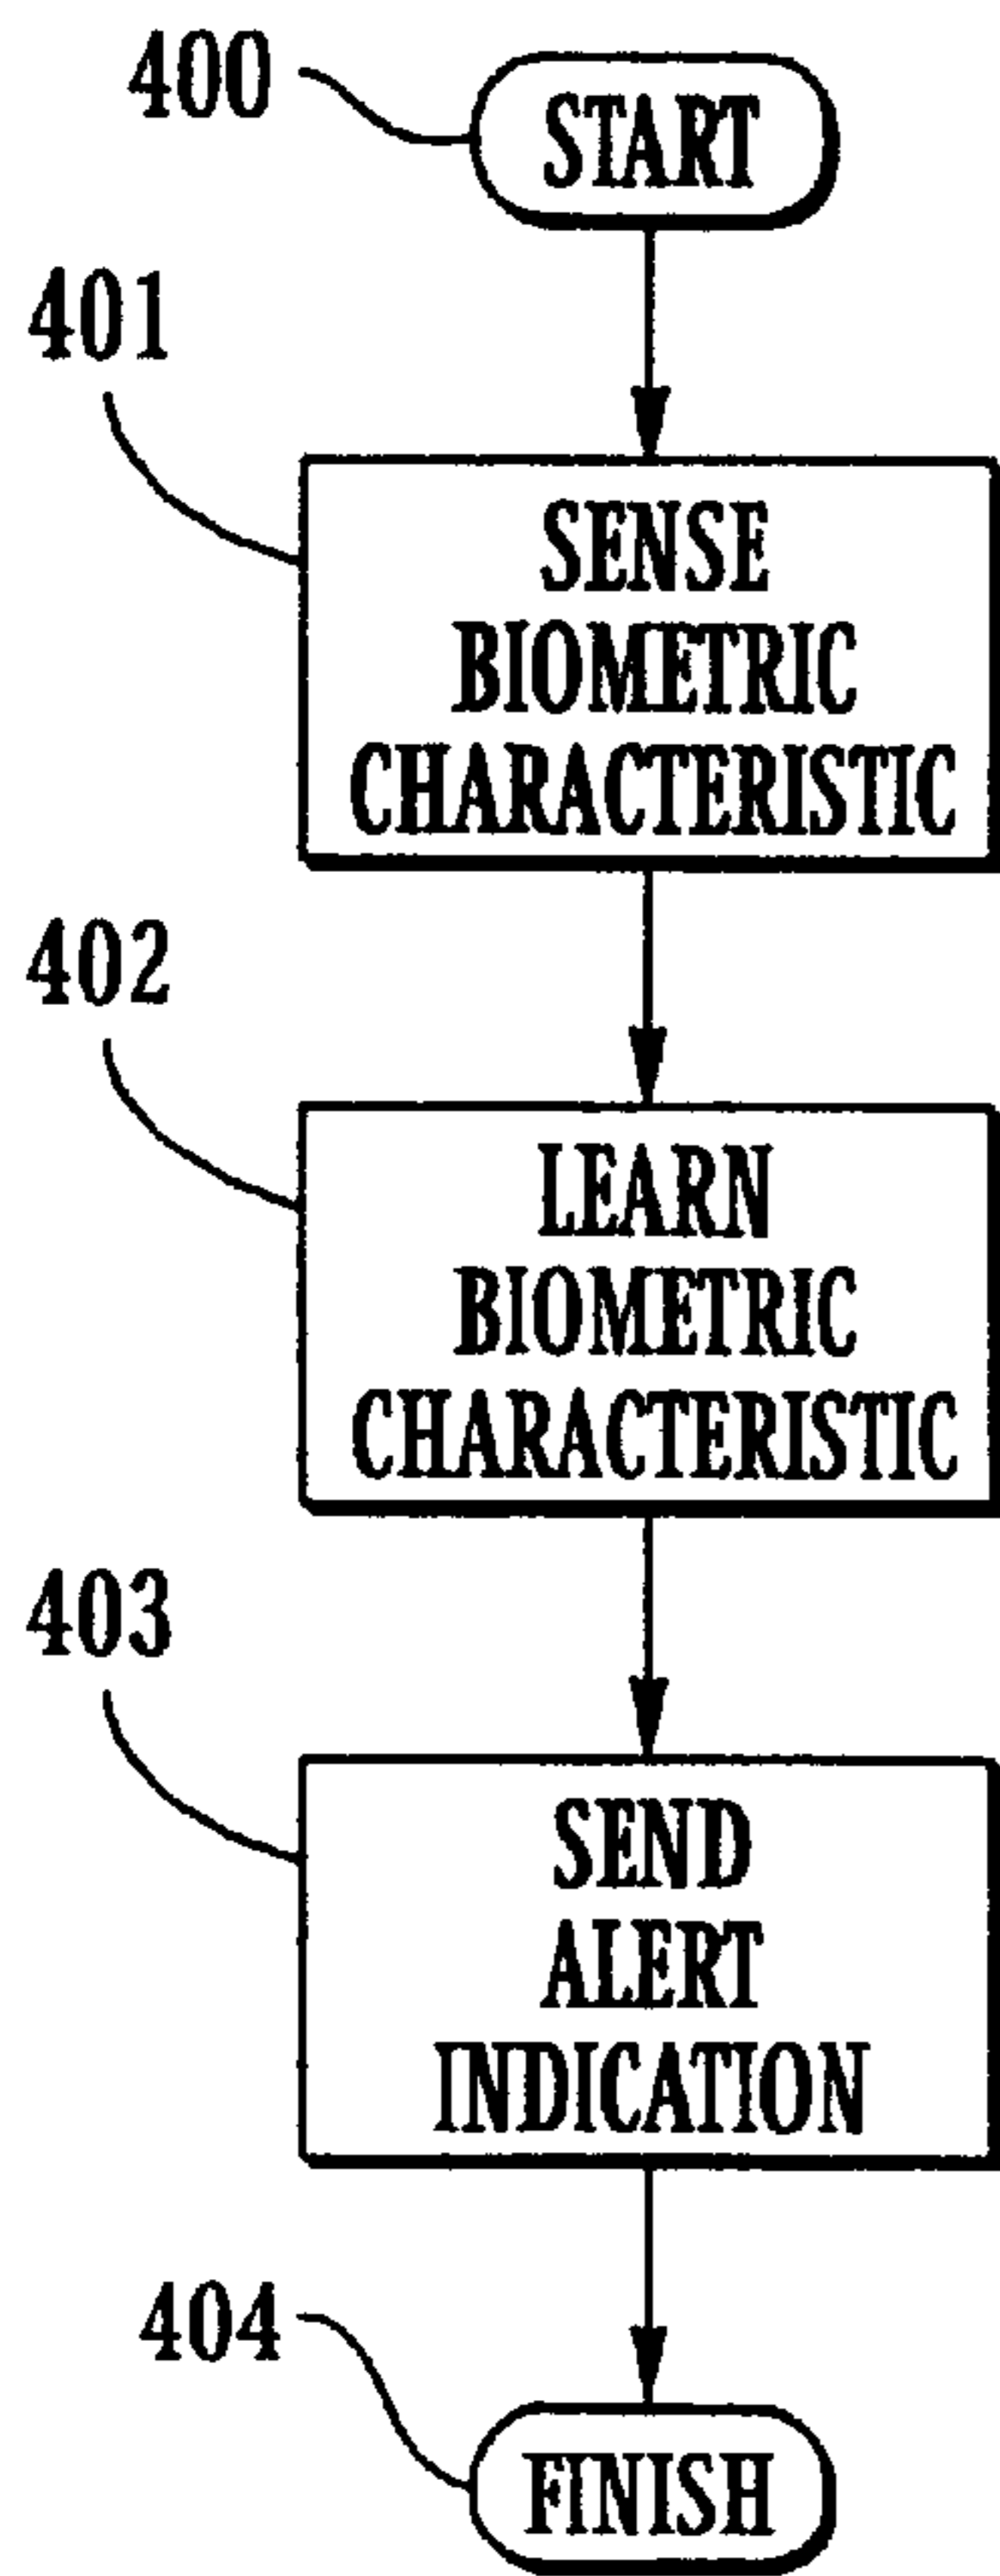 400
START
401
SENSE
BIOMETRIC
CHARACTERISTIC
402
LEARN
BIOMETRIC
CHARACTERISTIC
403
SEND
ALERT
INDICATION
404
FINISH